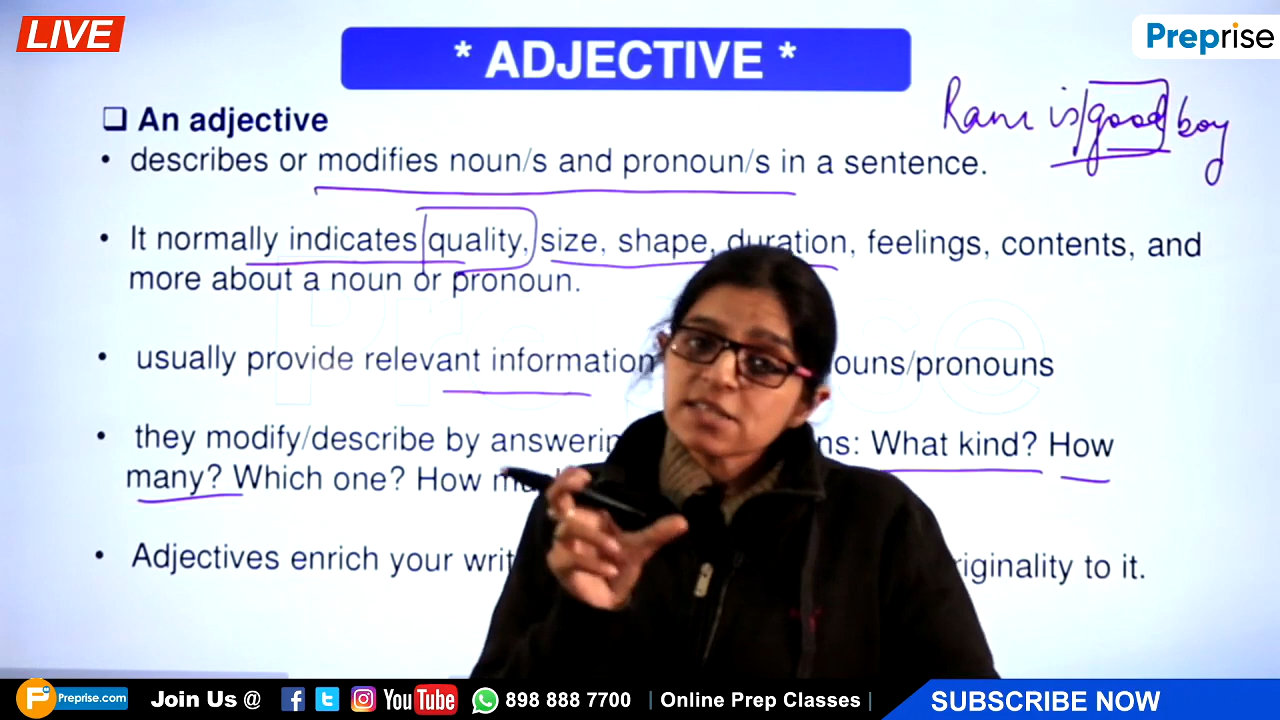 LIVE
* ADJECTIVE *
Preprise
Ram is good boy
❑ An adjective
• describes or modifies noun/s and pronoun/s in a sentence.
• It normally indicates quality, size, shape, duration, feelings, contents, and
more about a noun or pronoun.
• usually provide relevant information ouns/pronouns
• they modify/describe by answerin ns: What kind? How
many? Which one? How mu
• Adjectives enrich your writ riginality to it.
Preprise
Preprise.com Join Us @ YouTube 898 888 7700 | Online Prep Classes | SUBSCRIBE NOW